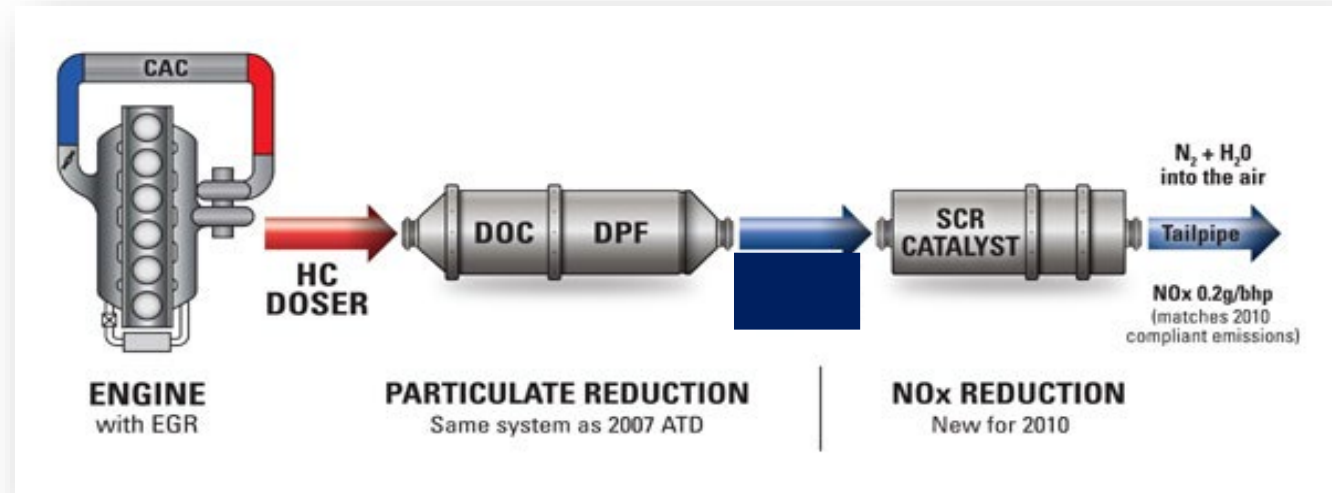 CAC
HC
DOSER
DOC
DPF
SCR
CATALYST
N₂ + H₂0
into the air
Tailpipe
NOx 0.2g/bhp
(matches 2010
compliant emissions)
ENGINE
with EGR
PARTICULATE REDUCTION
Same system as 2007 ATD
NOx REDUCTION
New for 2010